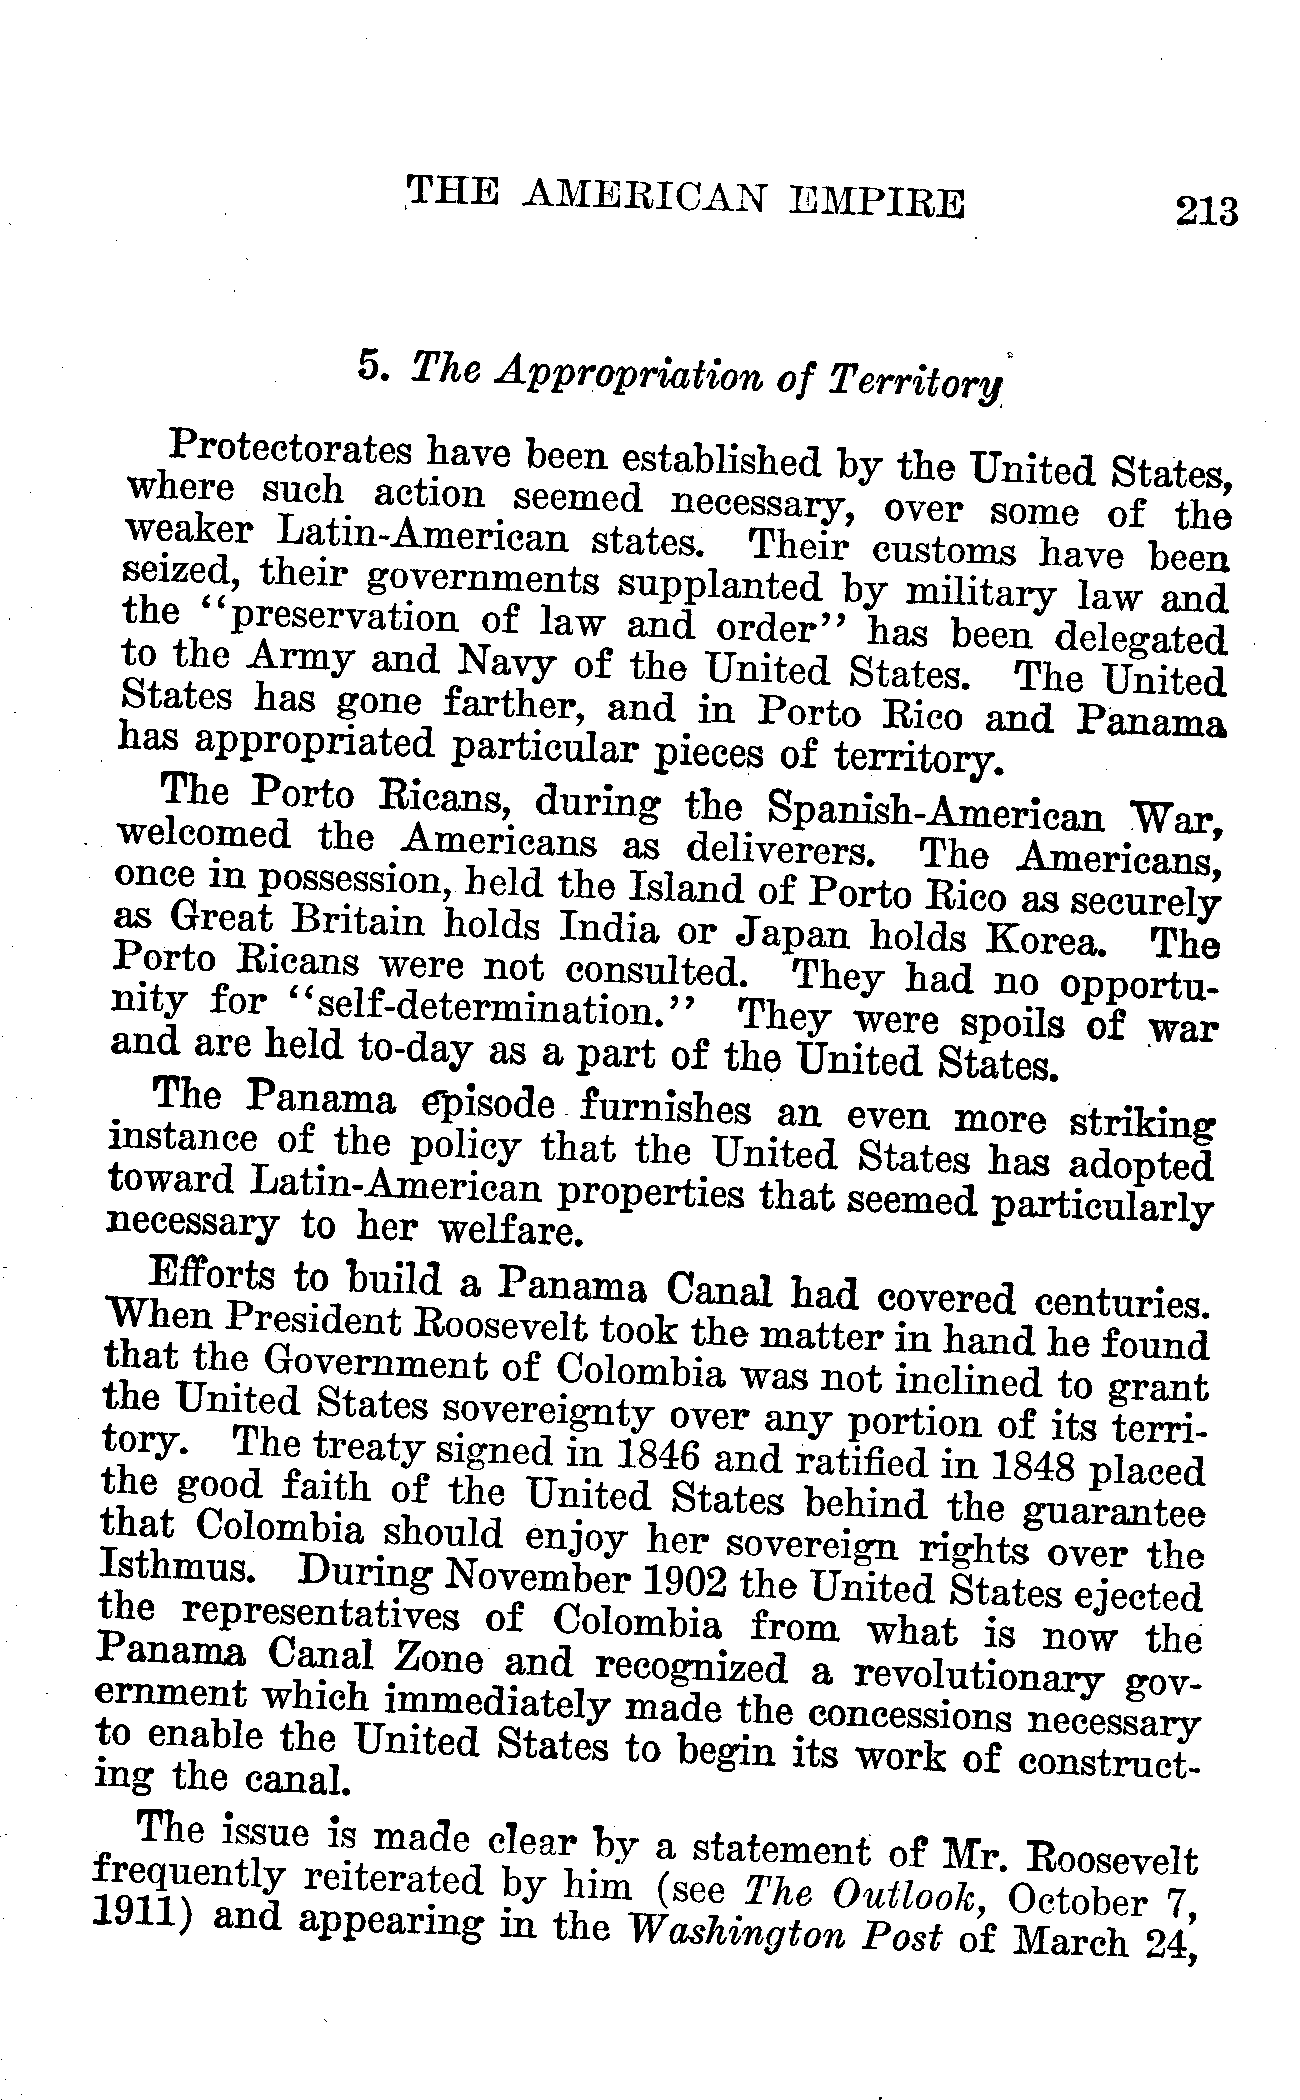 THE AMERICAN EMPIRE 213
5. The Appropriation of Territory
Protectorates have been established by the United States,
where such action seemed necessary, over some of the
weaker Latin-American states. Their customs have been
seized, their governments supplanted by military law and
the "preservation of law and order" has been delegated
to the Army and Navy of the United States. The United
States has gone farther, and in Porto Rico and Panama
has appropriated particular pieces of territory.
The Porto Ricans, during the Spanish-American War,
welcomed the Americans as deliverers. The Americans,
once in possession, held the Island of Porto Rico as securely
as Great Britain holds India or Japan holds Korea. The
Porto Ricans were not consulted. They had no opportu-
nity for "self-determination." They were spoils of war
and are held to-day as a part of the United States.
The Panama episode furnishes an even more striking
instance of the policy that the United States has adopted
toward Latin-American properties that seemed particularly
necessary to her welfare.
Efforts to build a Panama Canal had covered centuries.
When President Roosevelt took the matter in hand he found
that the Government of Colombia was not inclined to grant
the United States sovereignty over any portion of its terri-
tory. The treaty signed in 1846 and ratified in 1848 placed
the good faith of the United States behind the guarantee
that Colombia should enjoy her sovereign rights over the
Isthmus. During November 1902 the United States ejected
the representatives of Colombia from what is now the
Panama Canal Zone and recognized a revolutionary gov-
ernment which immediately made the concessions necessary
to enable the United States to begin its work of construct-
ing the canal.
The issue is made clear by a statement of Mr. Roosevelt
frequently reiterated by him (see The Outlook, October 7,
1911) and appearing in the Washington Post of March 24,